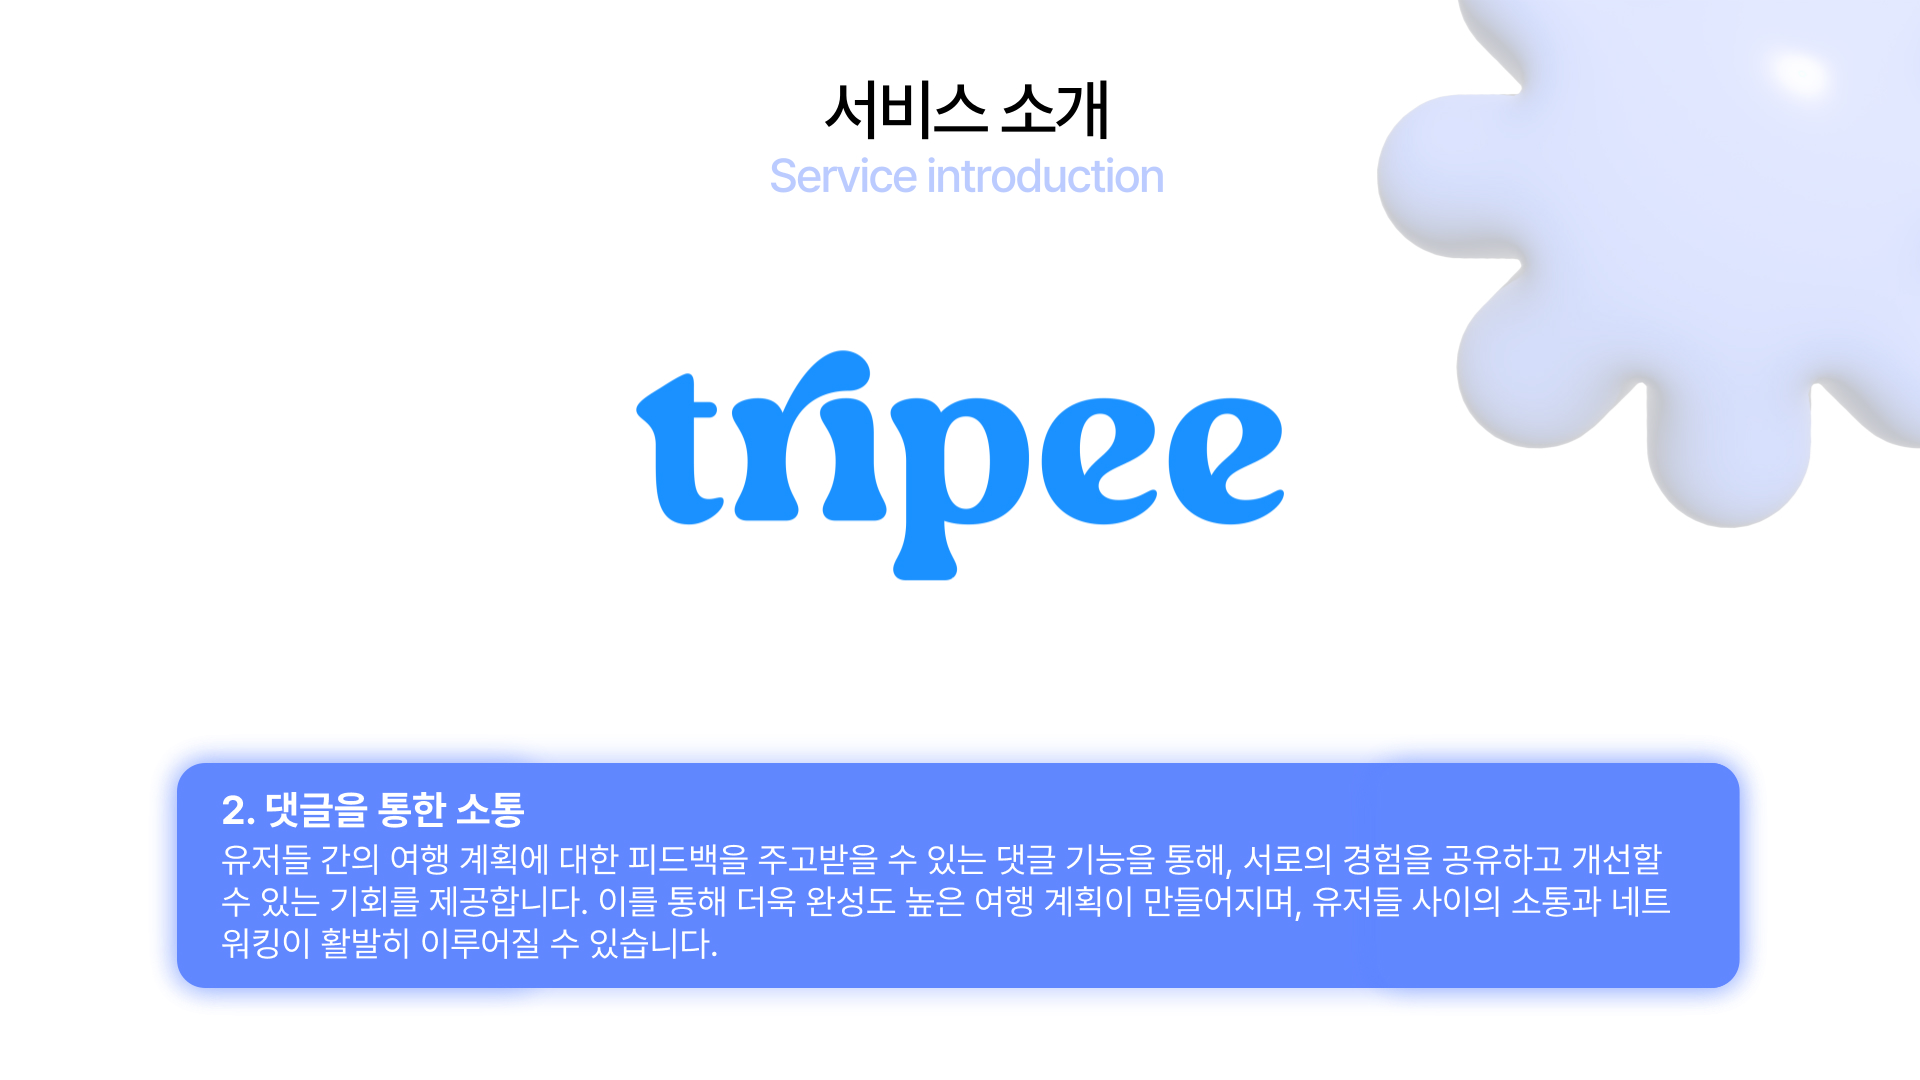 서비스 소개
Service introduction
tripee
2. 댓글을 통한 소통
유저들 간의 여행 계획에 대한 피드백을 주고받을 수 있는 댓글 기능을 통해, 서로의 경험을 공유하고 개선할
수 있는 기회를 제공합니다. 이를 통해 더욱 완성도 높은 여행 계획이 만들어지며, 유저들 사이의 소통과 네트
워킹이 활발히 이루어질 수 있습니다.